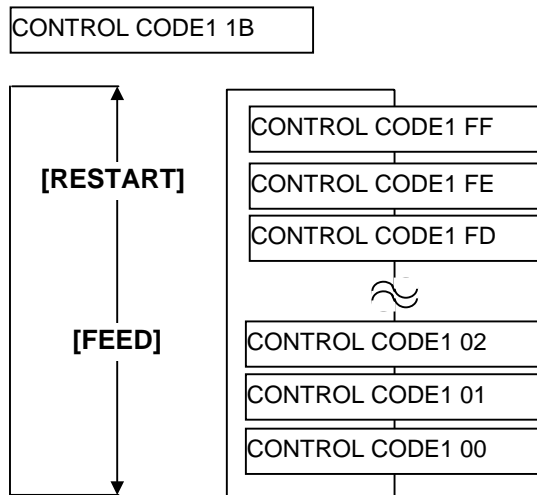 CONTROL CODE1 1B
CONTROL CODE1 FF
[RESTART]
CONTROL CODE1 FE
CONTROL CODE1 FD
[FEED]
CONTROL CODE1 02
CONTROL CODE1 01
CONTROL CODE1 00